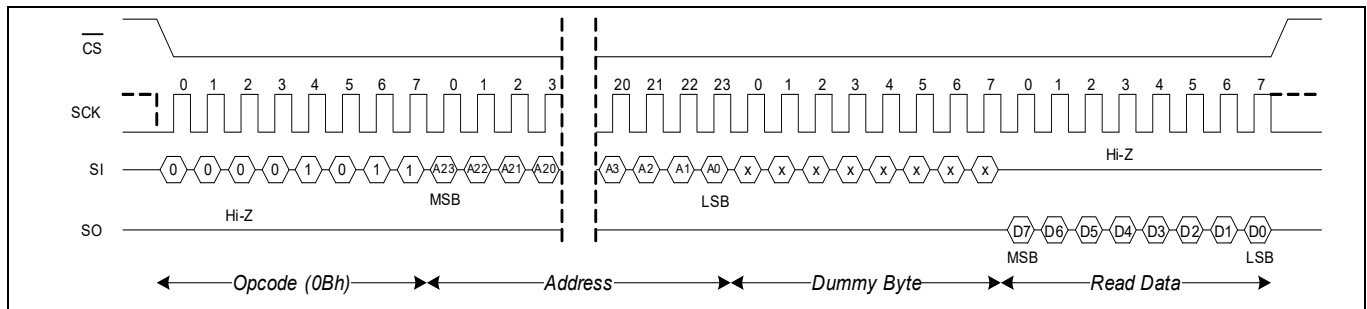 CS
0 1 2 3 4 5 6 7 0 1 2 3 20 21 22 23 0 1 2 3 4 5 6 7 0 1 2 3 4 5 6 7
SCK
Hi-Z
SI 0 0 0 0 1 0 1 1 A23 A22 A21 A20 A3 A2 A1 A0 x x x x x x x x
MSB LSB
Hi-Z
SO D7 D6 D5 D4 D3 D2 D1 D0
MSB LSB
Opcode (0Bh) Address Dummy Byte Read Data